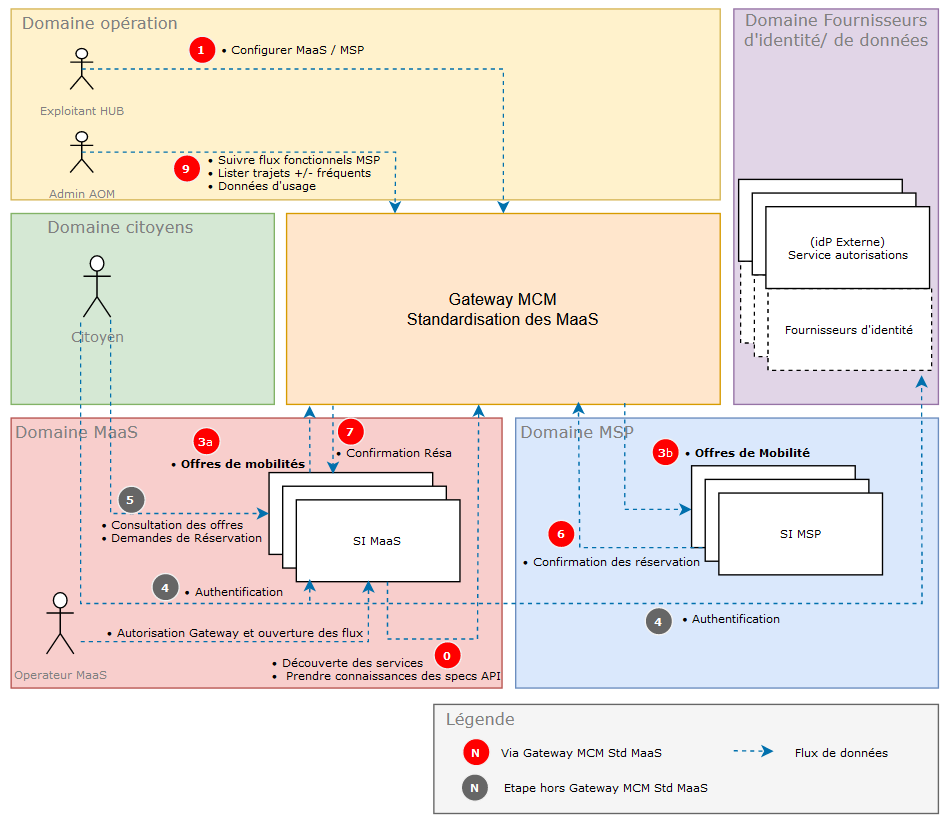 Domaine opération
1
• Configurer MaaS / MSP
Exploitant HUB
9
• Suivre flux fonctionnels MSP
• Lister trajets +/- fréquents
• Données d'usage
Admin AOM
Domaine Fournisseurs
d'identité/ de données
(idP Externe)
Service autorisations
Fournisseurs d'identité
Domaine citoyens
Citoyen
Gateway MCM
Standardisation des MaaS
Domaine MaaS
3a
• Offres de mobilités
7
• Confirmation Résa
5
• Consultation des offres
• Demandes de Réservation
SI MaaS
4
• Authentification
• Autorisation Gateway et ouverture des flux
Operateur MaaS
0
• Découverte des services
• Prendre connaissances des specs API
Domaine MSP
3b
• Offres de Mobilité
SI MSP
6
• Confirmation des réservation
4
• Authentification
Légende
N
Via Gateway MCM Std MaaS
Flux de données
N
Etape hors Gateway MCM Std MaaS